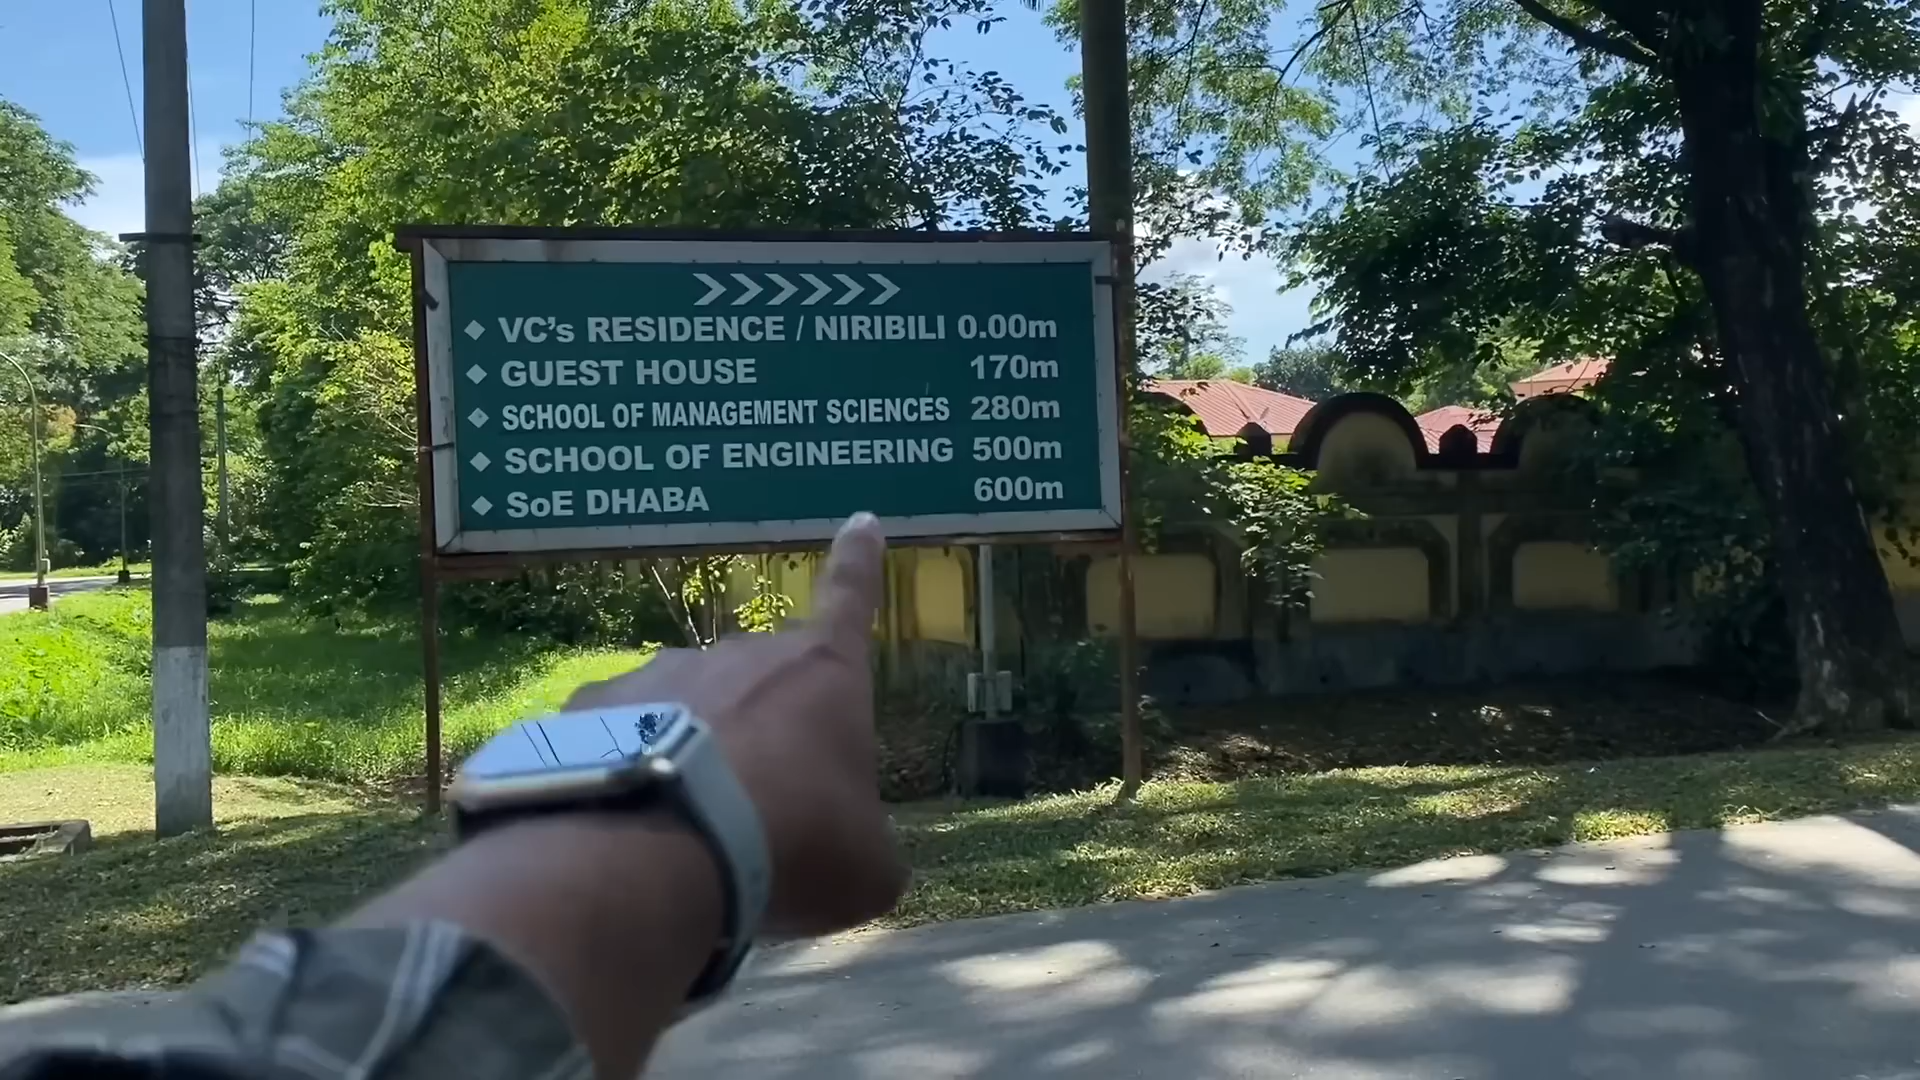 >>>>>>
◆ VC's RESIDENCE / NIRIBILI 0.00m
◆ GUEST HOUSE 170m
◆ SCHOOL OF MANAGEMENT SCIENCES 280m
◆ SCHOOL OF ENGINEERING 500m
◆ SoE DHABA 600m